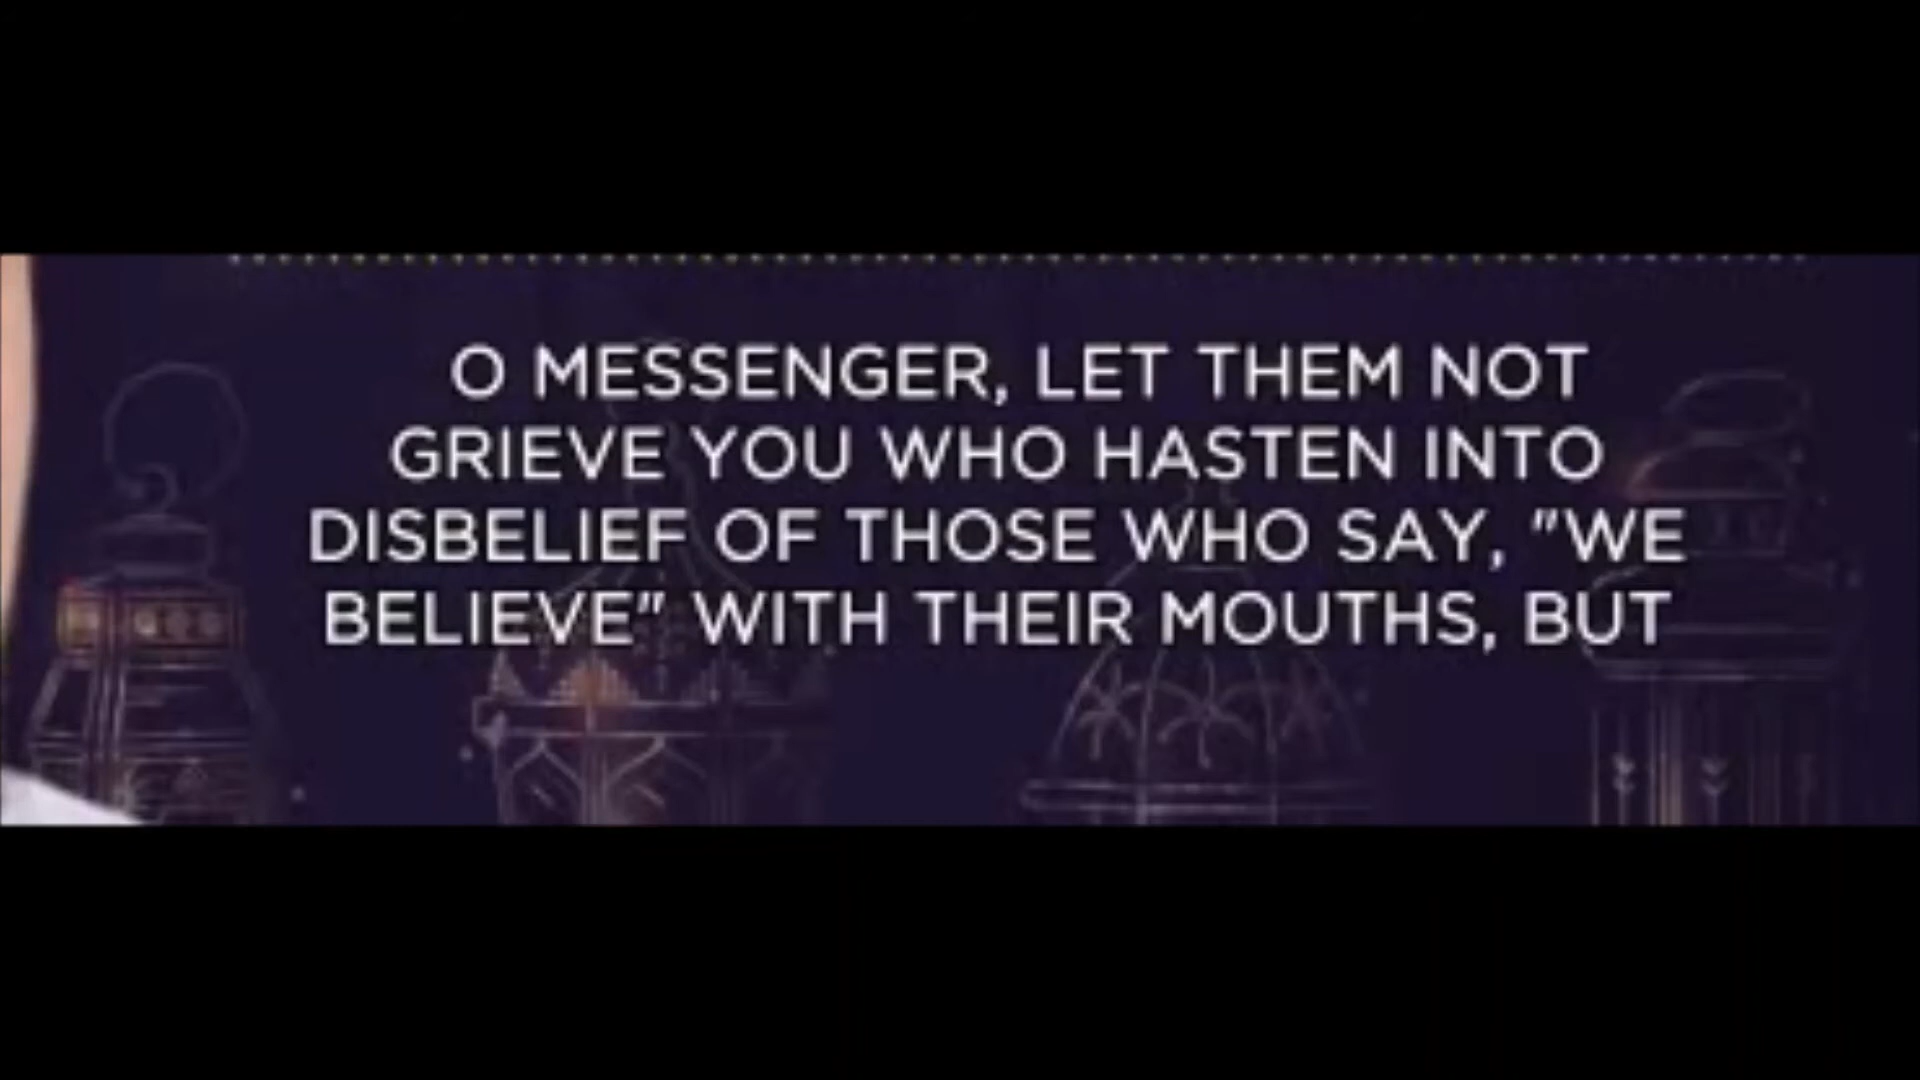 O MESSENGER, LET THEM NOT
GRIEVE YOU WHO HASTEN INTO
DISBELIEF OF THOSE WHO SAY, "WE
BELIEVE" WITH THEIR MOUTHS, BUT